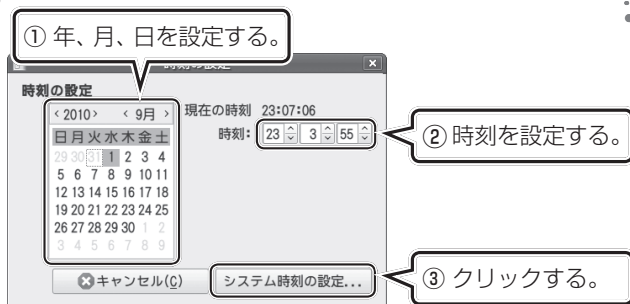 ① 年、月、日を設定する。
時刻の設定
時刻の設定
‹ 2010› ‹ 9月 ›
現在の時刻 23:07:06
時刻: 23 3 55
② 時刻を設定する。
日月火水木金土
29 30 31 1 2 3 4
5 6 7 8 9 10 11
12 13 14 15 16 17 18
19 20 21 22 23 24 25
26 27 28 29 30 1 2
3 4 5 6 7 8 9
キャンセル(C)
システム時刻の設定...
③ クリックする。